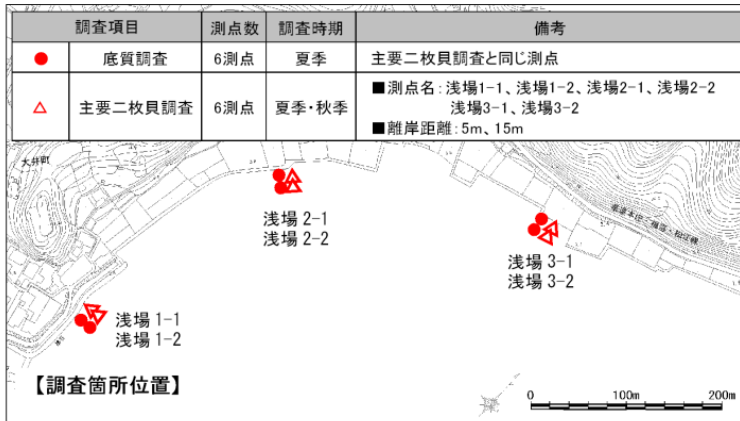 調査項目 測点数 調査時期 備考
底質調査 6測点 夏季 主要二枚貝調査と同じ測点
主要二枚貝調査 6測点 夏季・秋季 ■測点名：浅場1-1、浅場1-2、浅場2-1、浅場2-2
浅場3-1、浅場3-2
■離岸距離：5m、15m
大井町
浅場 2-1
浅場 2-2
浅場 3-1
浅場 3-2
浅場 1-1
浅場 1-2
【調査箇所位置】
0 100m 200m